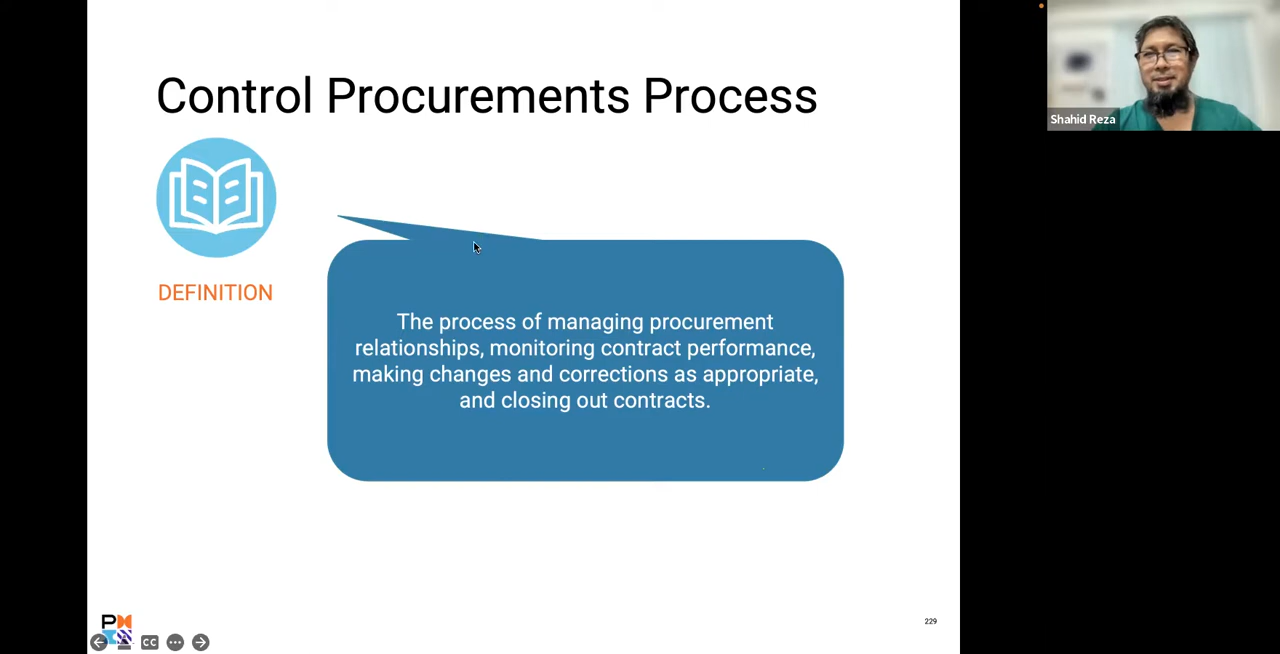 Control Procurements Process
Shahid Reza
DEFINITION
The process of managing procurement
relationships, monitoring contract performance,
making changes and corrections as appropriate,
and closing out contracts.
229
CC